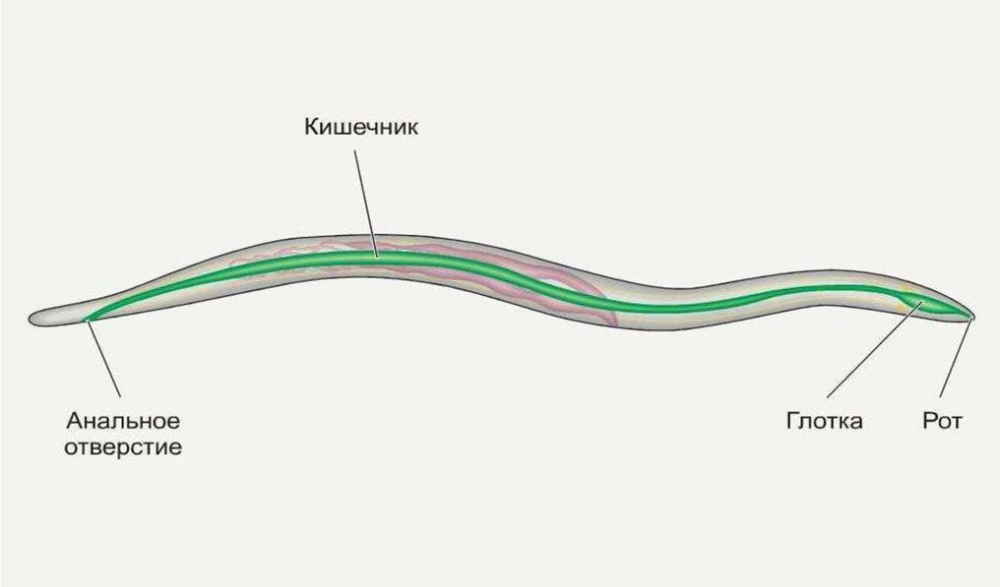 Кишечник
Анальное
отверстие
Глотка
Рот